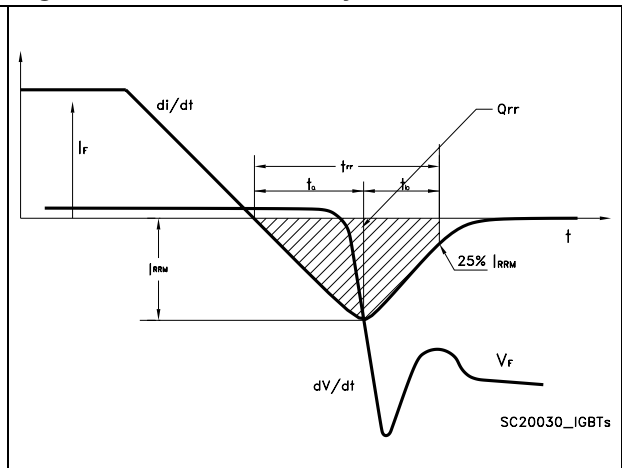 di/dt
Qrr
IF
trr
ta
tb
t
IRRM
25% IRRM
dV/dt
VF
SC20030_IGBTs